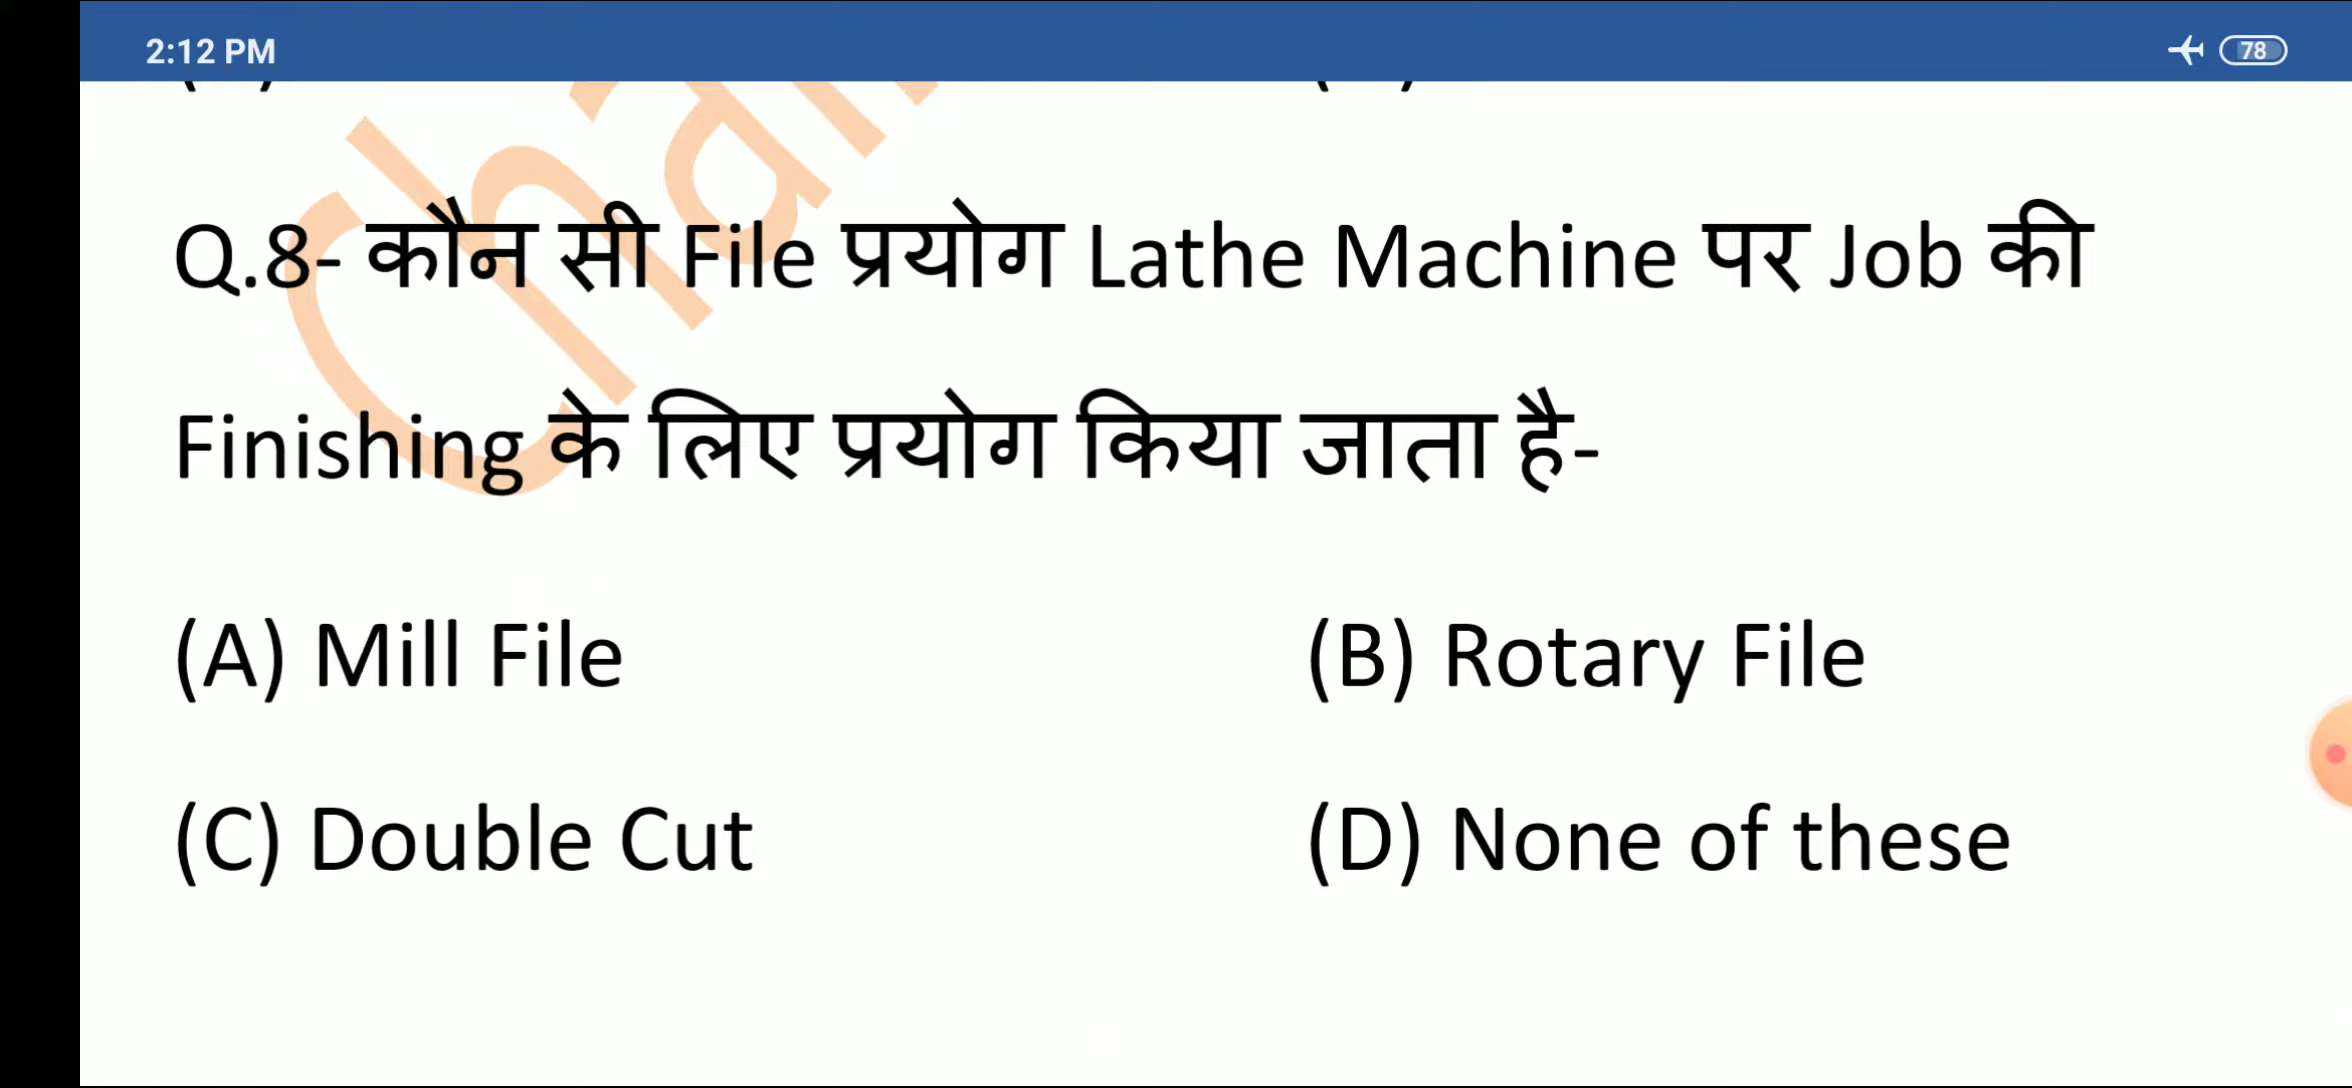 2:12 PM
78
Q.8- कौन सी File प्रयोग Lathe Machine पर Job की
Finishing के लिए प्रयोग किया जाता है-
(A) Mill File
(B) Rotary File
(C) Double Cut
(D) None of these